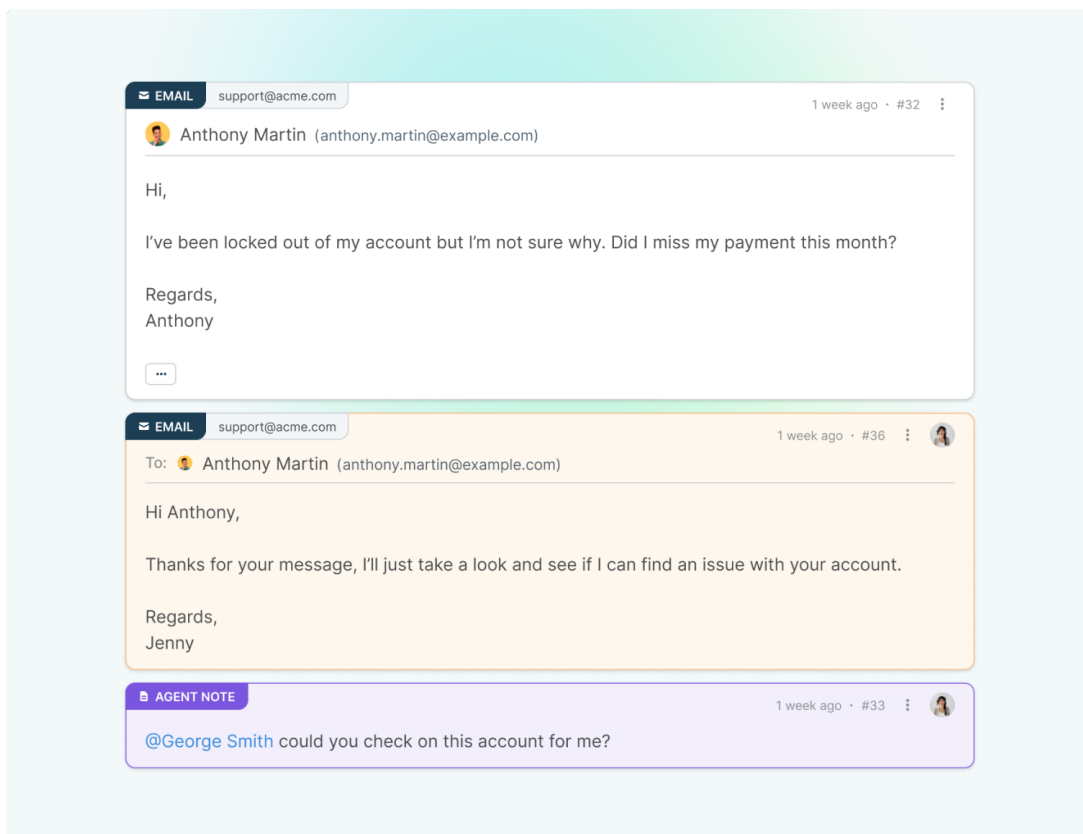 EMAIL support@acme.com 1 week ago · #32
Anthony Martin (anthony.martin@example.com)
Hi,
I’ve been locked out of my account but I’m not sure why. Did I miss my payment this month?
Regards,
Anthony
EMAIL support@acme.com 1 week ago · #36
To: Anthony Martin (anthony.martin@example.com)
Hi Anthony,
Thanks for your message, I’ll just take a look and see if I can find an issue with your account.
Regards,
Jenny
AGENT NOTE 1 week ago · #33
@George Smith could you check on this account for me?